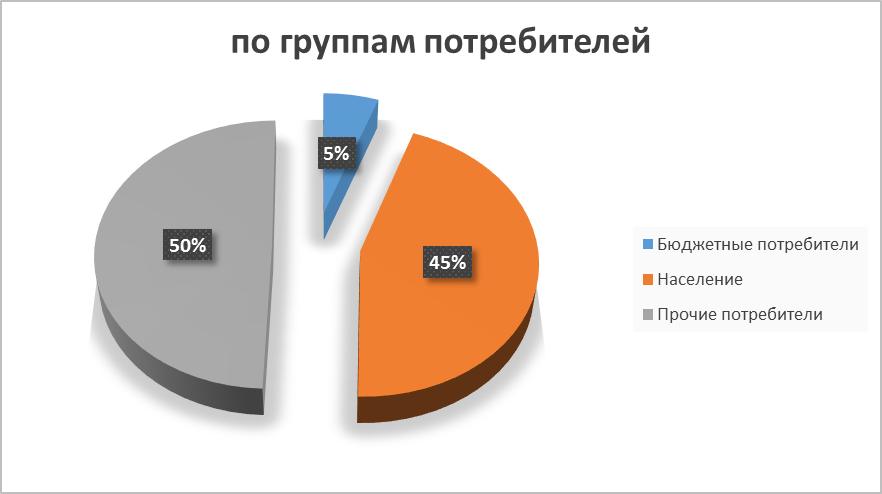 по группам потребителей
5%
50%
45%
Бюджетные потребители
Население
Прочие потребители